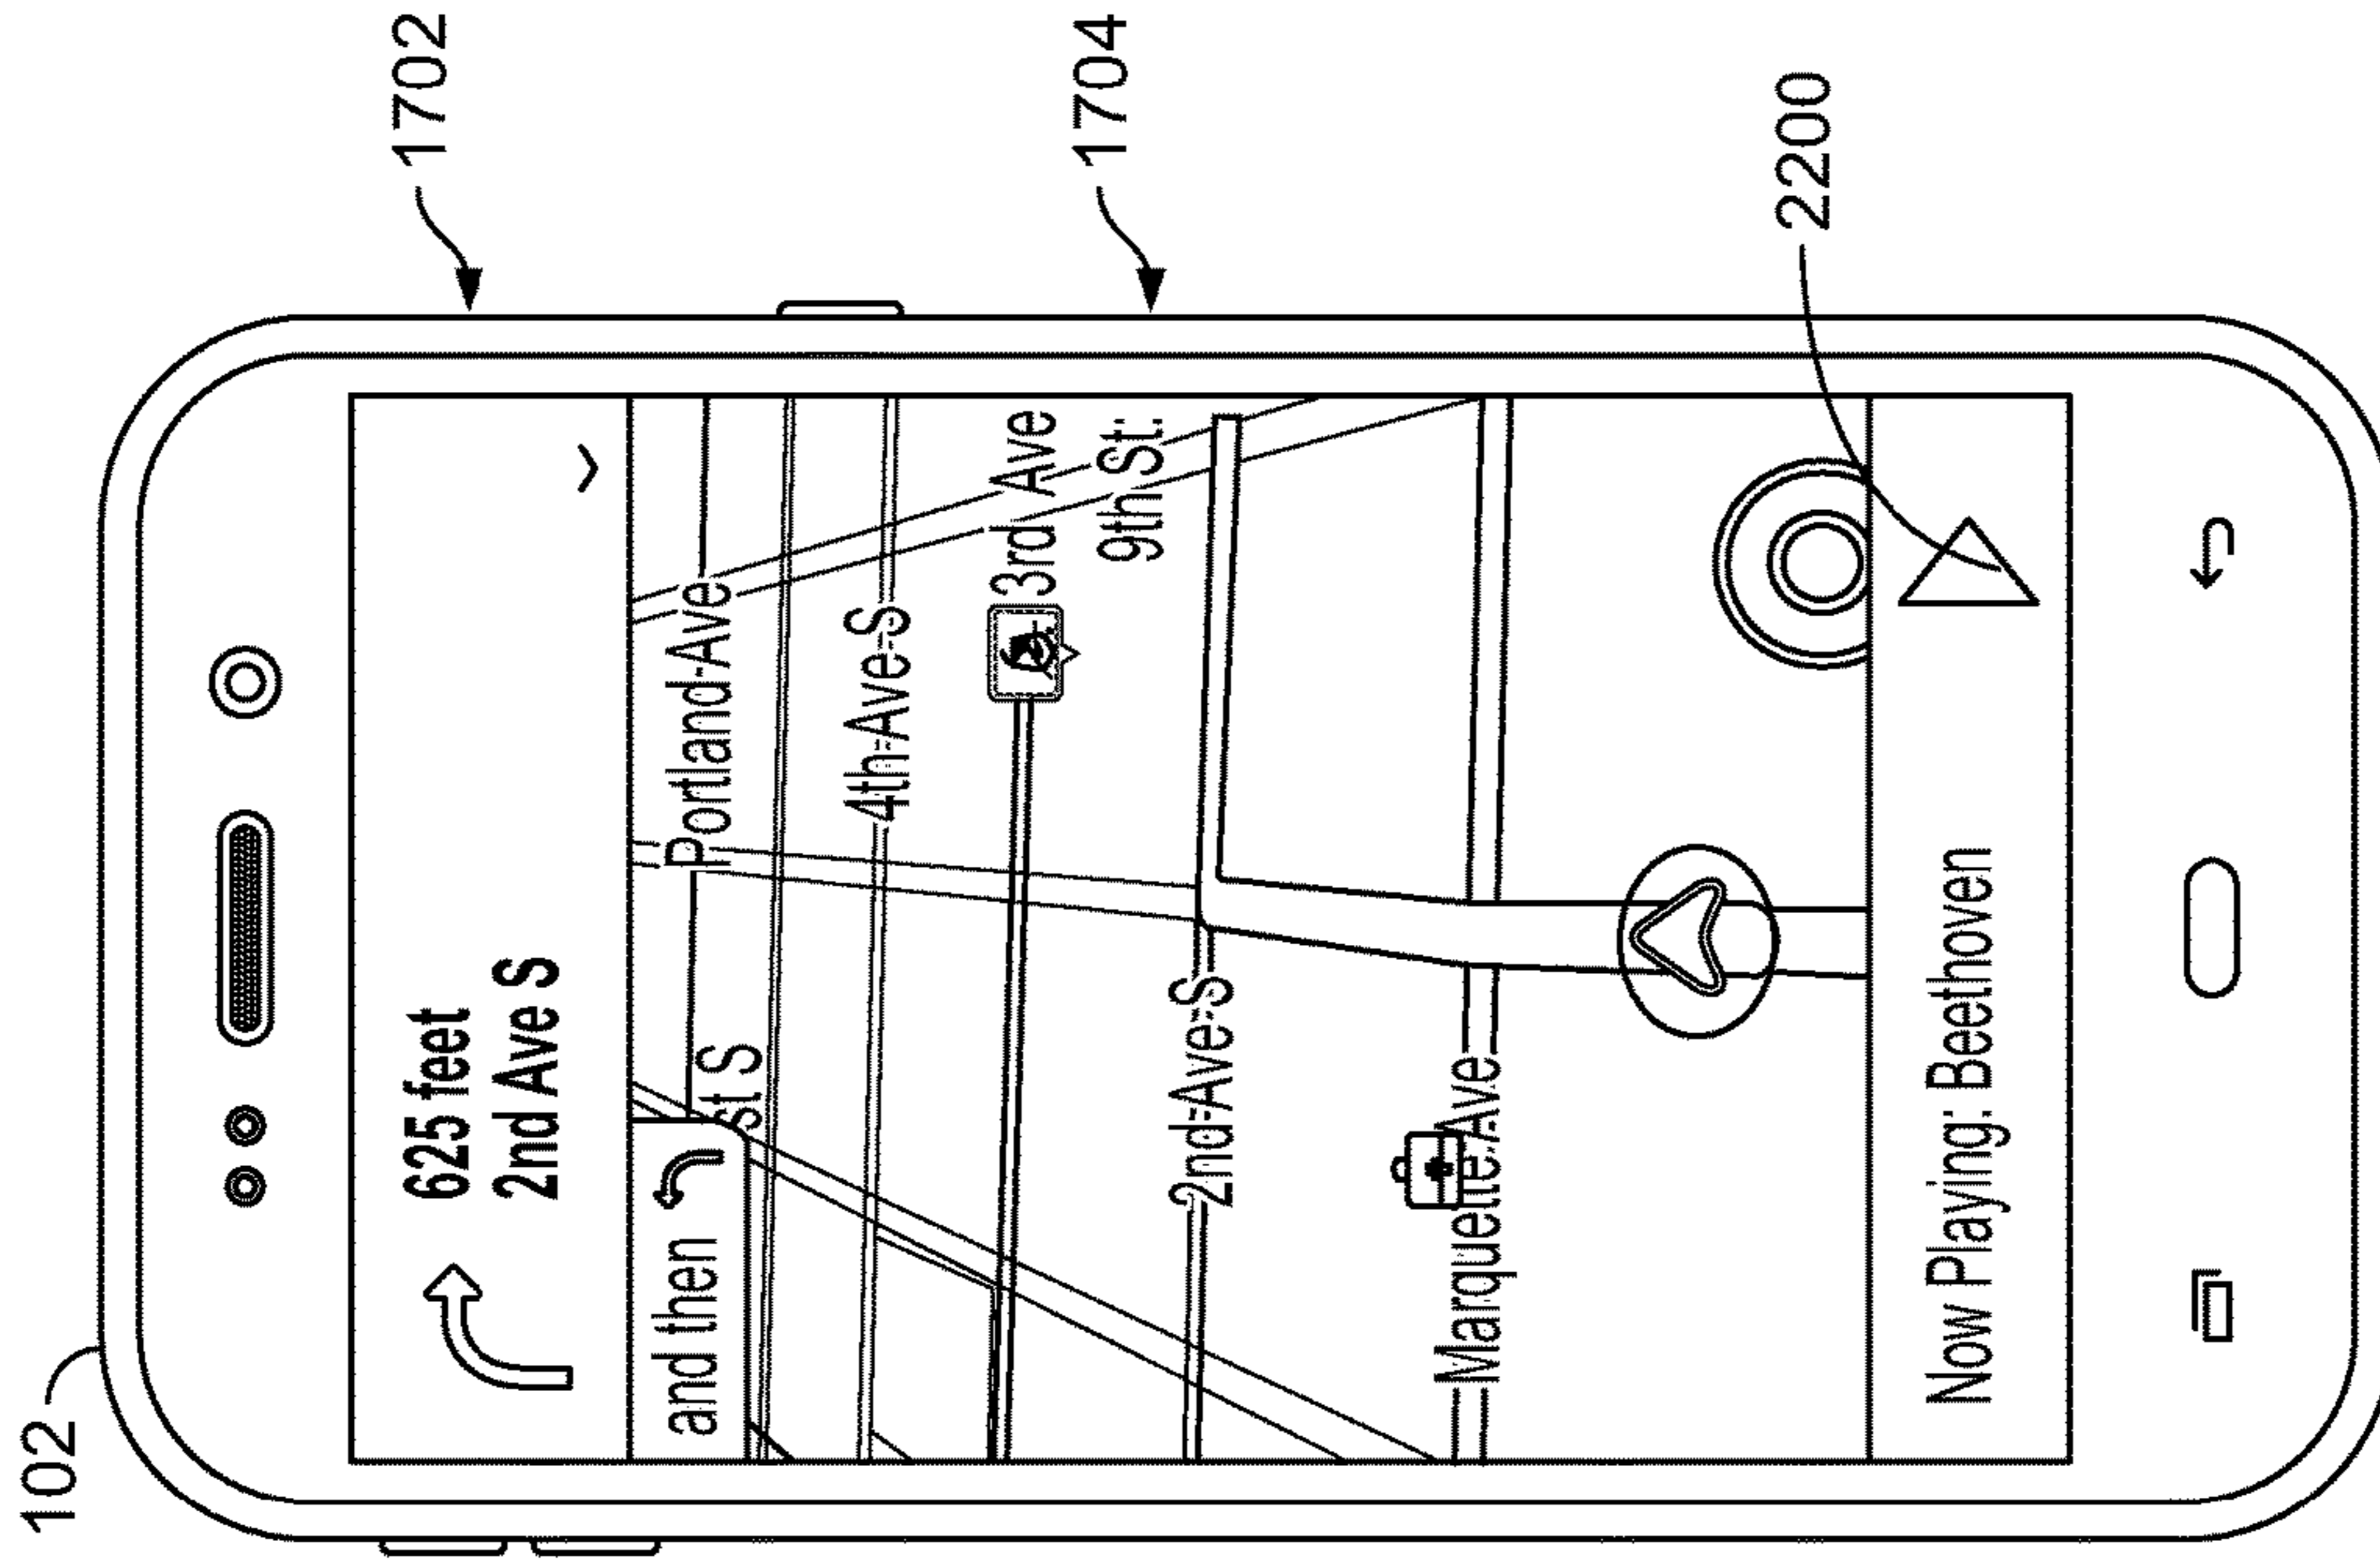 102
1702
1704
2200
625 feet
2nd Ave S
and then
st S
Portland Ave
4th Ave S
3rd Ave
9th St.
2nd Ave S
Marquette Ave
Now Playing: Beethoven